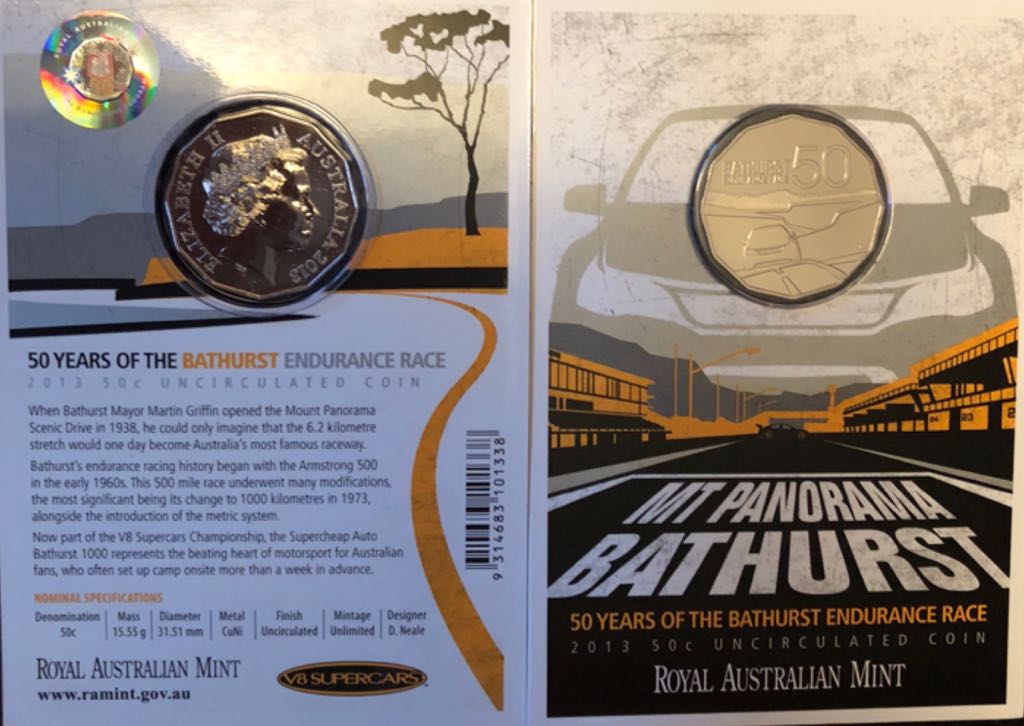 ROYAL AUSTRALIAN
ELIZABETH II AUSTRALIA 2013
50 YEARS OF THE BATHURST ENDURANCE RACE
2013 50c UNCIRCULATED COIN
When Bathurst Mayor Martin Griffin opened the Mount Panorama
Scenic Drive in 1938, he could only imagine that the 6.2 kilometre
stretch would one day become Australia's most famous raceway.
Bathurst's endurance racing history began with the Armstrong 500
in the early 1960s. This 500 mile race underwent many modifications,
the most significant being its change to 1000 kilometres in 1973,
alongside the introduction of the metric system.
Now part of the V8 Supercars Championship, the Supercheap Auto
Bathurst 1000 represents the beating heart of motorsport for Australian
fans, who often set up camp onsite more than a week in advance.
NOMINAL SPECIFICATIONS
Denomination Mass Diameter Metal Finish Mintage Designer
50c 15.55 g 31.51 mm CuNi Uncirculated Unlimited D. Neale
ROYAL AUSTRALIAN MINT
www.ramint.gov.au
V8 SUPERCARS
9 314683 101338
BATHURST 50
24 23
MT PANORAMA
BATHURST
50 YEARS OF THE BATHURST ENDURANCE RACE
2013 50c UNCIRCULATED COIN
ROYAL AUSTRALIAN MINT